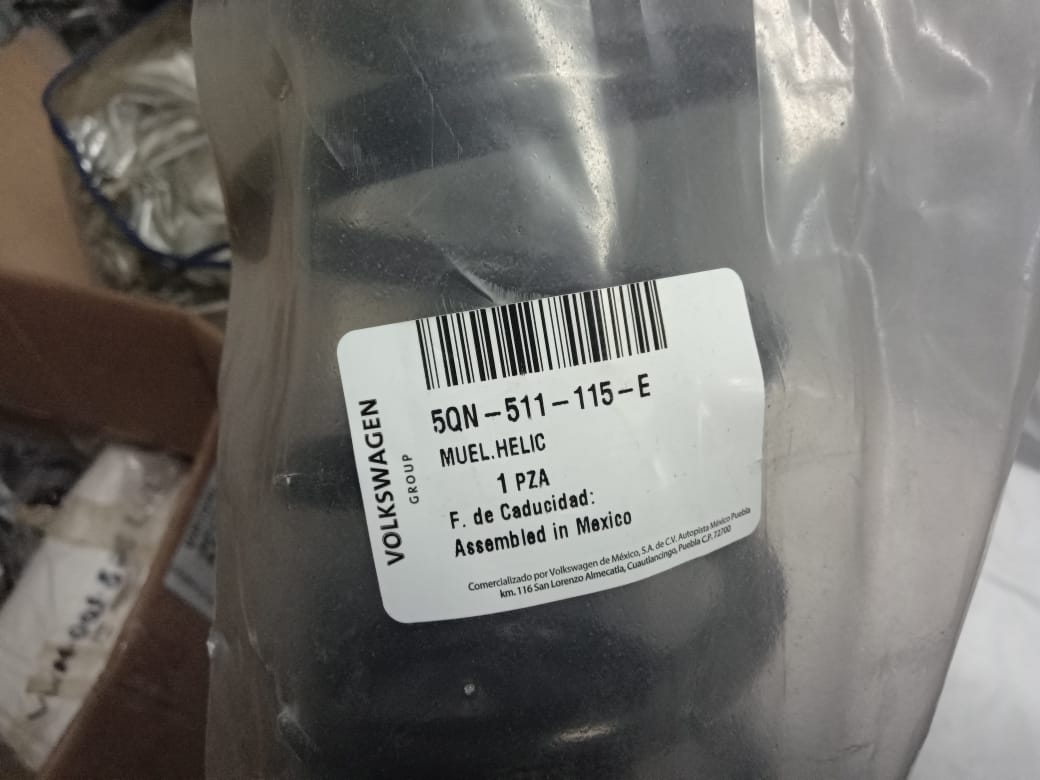 5QN-511-115-E
MUEL.HELIC
1 PZA
F. de Caducidad:
Assembled in Mexico
VOLKSWAGEN
GROUP
Comercializado por Volkswagen de México, S.A. de C.V. Autopista México Puebla
km. 116 San Lorenzo Almecatla, Cuautlancingo, Puebla C.P. 72700